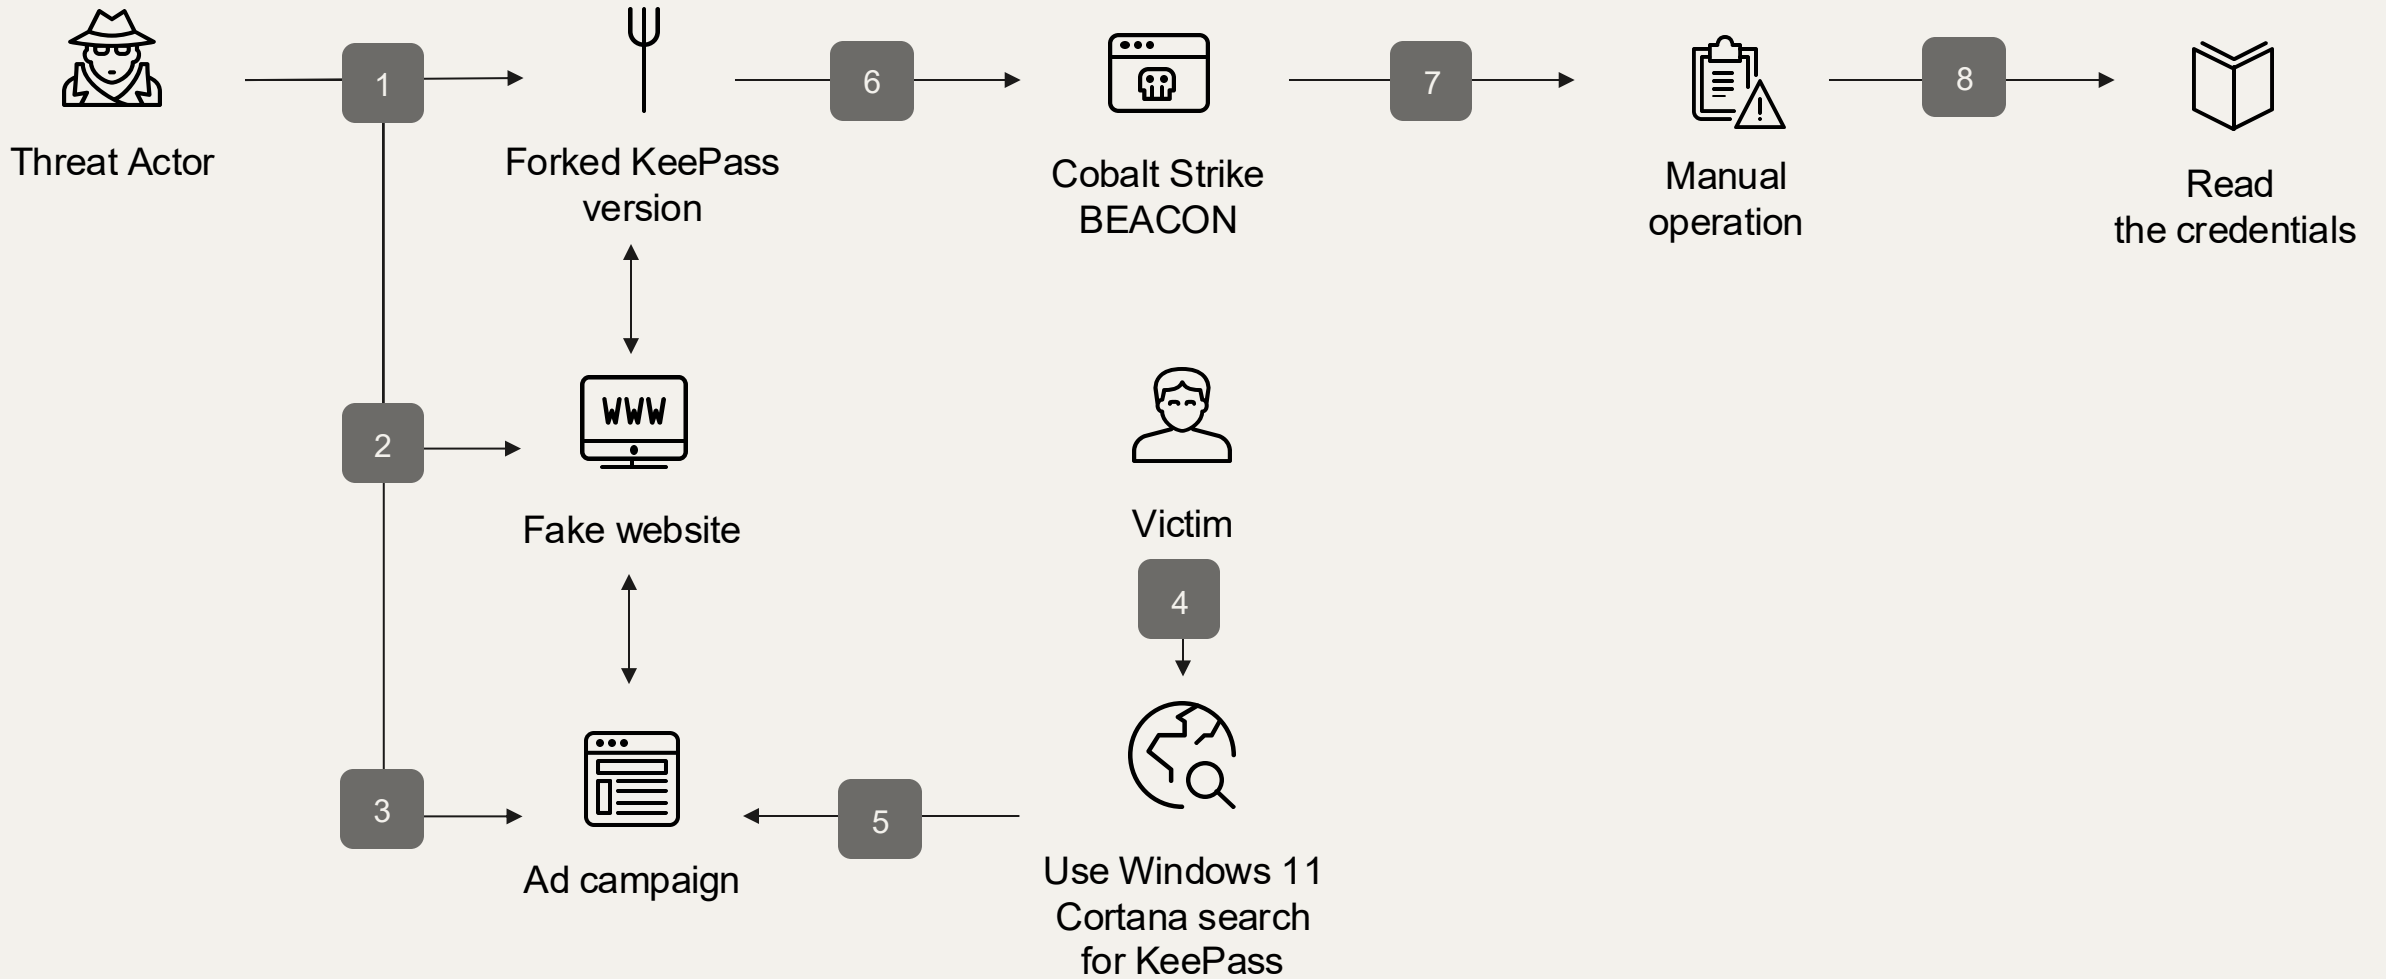 1
6
7
8
Threat Actor
Forked KeePass
version
Cobalt Strike
BEACON
Manual
operation
Read
the credentials
2
WWW
Fake website
Victim
4
3
5
Ad campaign
Use Windows 11
Cortana search
for KeePass